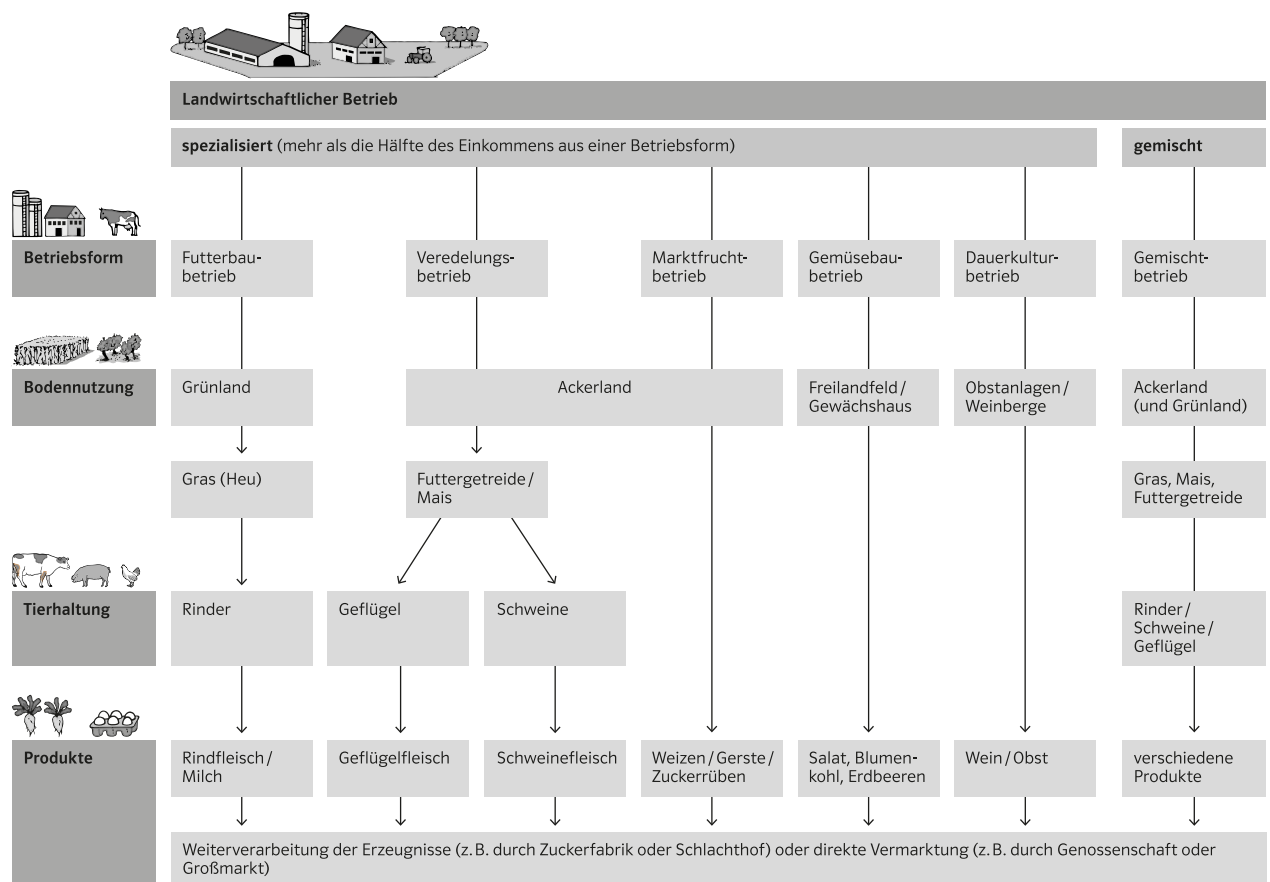 Landwirtschaftlicher Betrieb
spezialisiert (mehr als die Hälfte des Einkommens aus einer Betriebsform)
gemischt
Betriebsform
Futterbau-
betrieb
Veredelungs-
betrieb
Marktfrucht-
betrieb
Gemüsebau-
betrieb
Dauerkultur-
betrieb
Gemischt-
betrieb
Bodennutzung
Grünland
Ackerland
Freilandfeld/
Gewächshaus
Obstanlagen/
Weinberge
Ackerland
(und Grünland)
Gras (Heu)
Futtergetreide/
Mais
Gras, Mais,
Futtergetreide
Tierhaltung
Rinder
Geflügel
Schweine
Rinder/
Schweine/
Geflügel
Produkte
Rindfleisch/
Milch
Geflügelfleisch
Schweinefleisch
Weizen/Gerste/
Zuckerrüben
Salat, Blumen-
kohl, Erdbeeren
Wein/Obst
verschiedene
Produkte
Weiterverarbeitung der Erzeugnisse (z.B. durch Zuckerfabrik oder Schlachthof) oder direkte Vermarktung (z.B. durch Genossenschaft oder
Großmarkt)